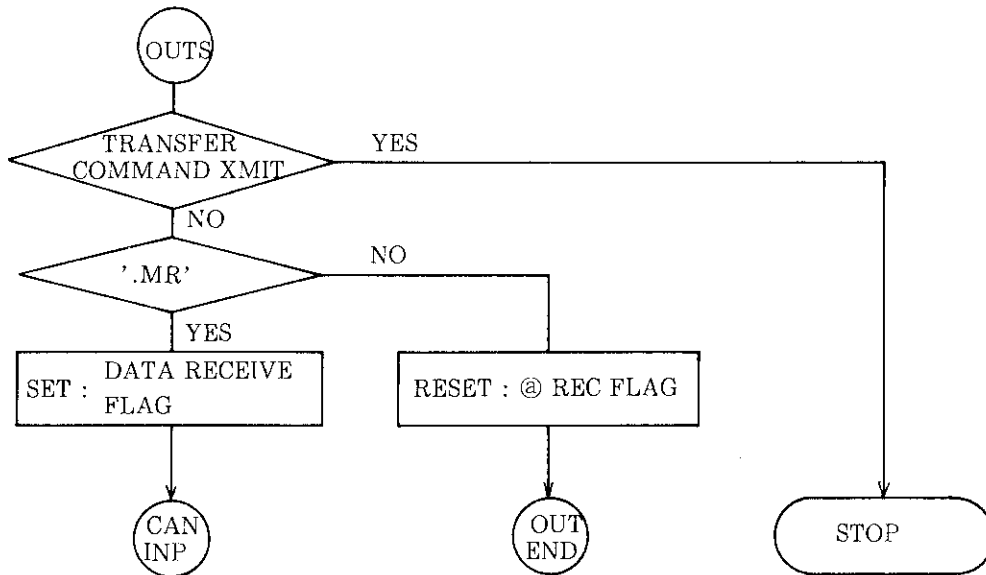 OUTS
TRANSFER
COMMAND XMIT
YES
NO
'.MR'
NO
YES
SET : DATA RECEIVE
FLAG
RESET : @ REC FLAG
CAN
INP
OUT
END
STOP